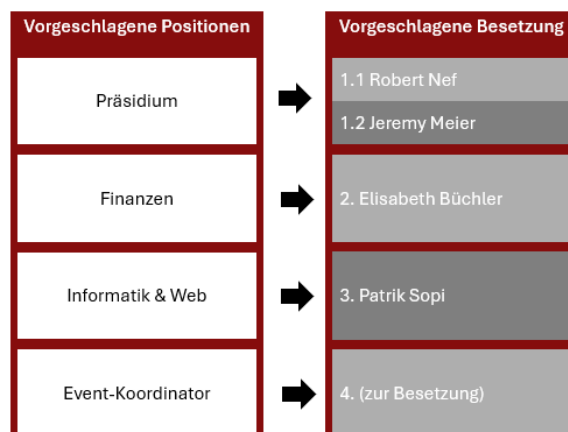 Vorgeschlagene Positionen
Vorgeschlagene Besetzung
Präsidium
1.1 Robert Nef
1.2 Jeremy Meier
Finanzen
2. Elisabeth Büchler
Informatik & Web
3. Patrik Sopi
Event-Koordinator
4. (zur Besetzung)